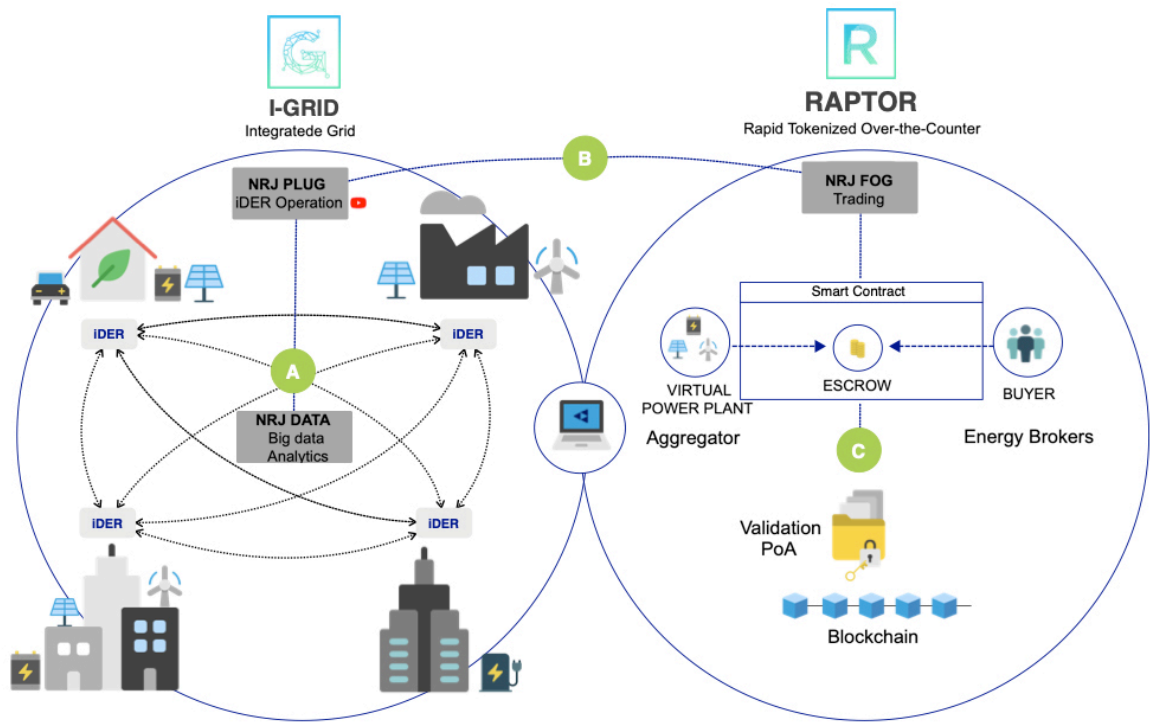 I-GRID
Integratede Grid
R
RAPTOR
Rapid Tokenized Over-the-Counter
B
NRJ PLUG
iDER Operation
NRJ FOG
Trading
Smart Contract
iDER
iDER
A
ESCROW
VIRTUAL
POWER PLANT
Aggregator
BUYER
Energy Brokers
NRJ DATA
Big data
Analytics
C
iDER
iDER
Validation
PoA
Blockchain